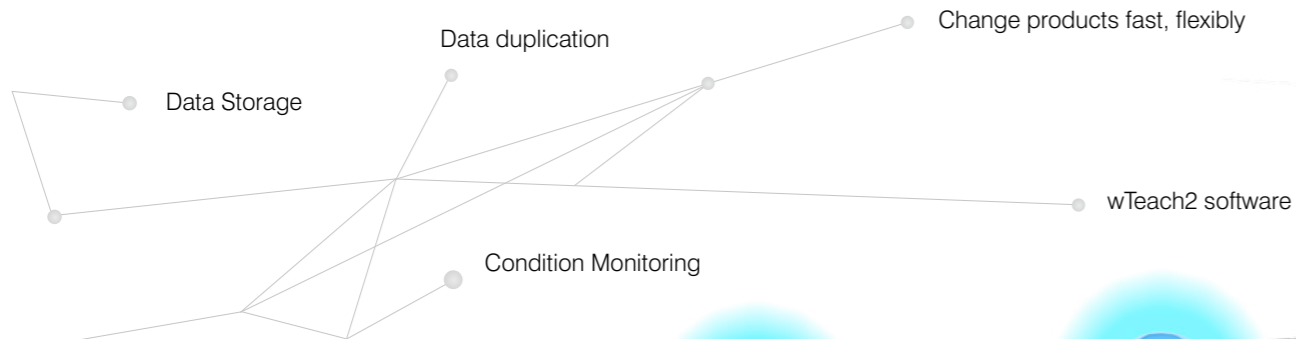 Change products fast, flexibly
Data duplication
Data Storage
wTeach2 software
Condition Monitoring